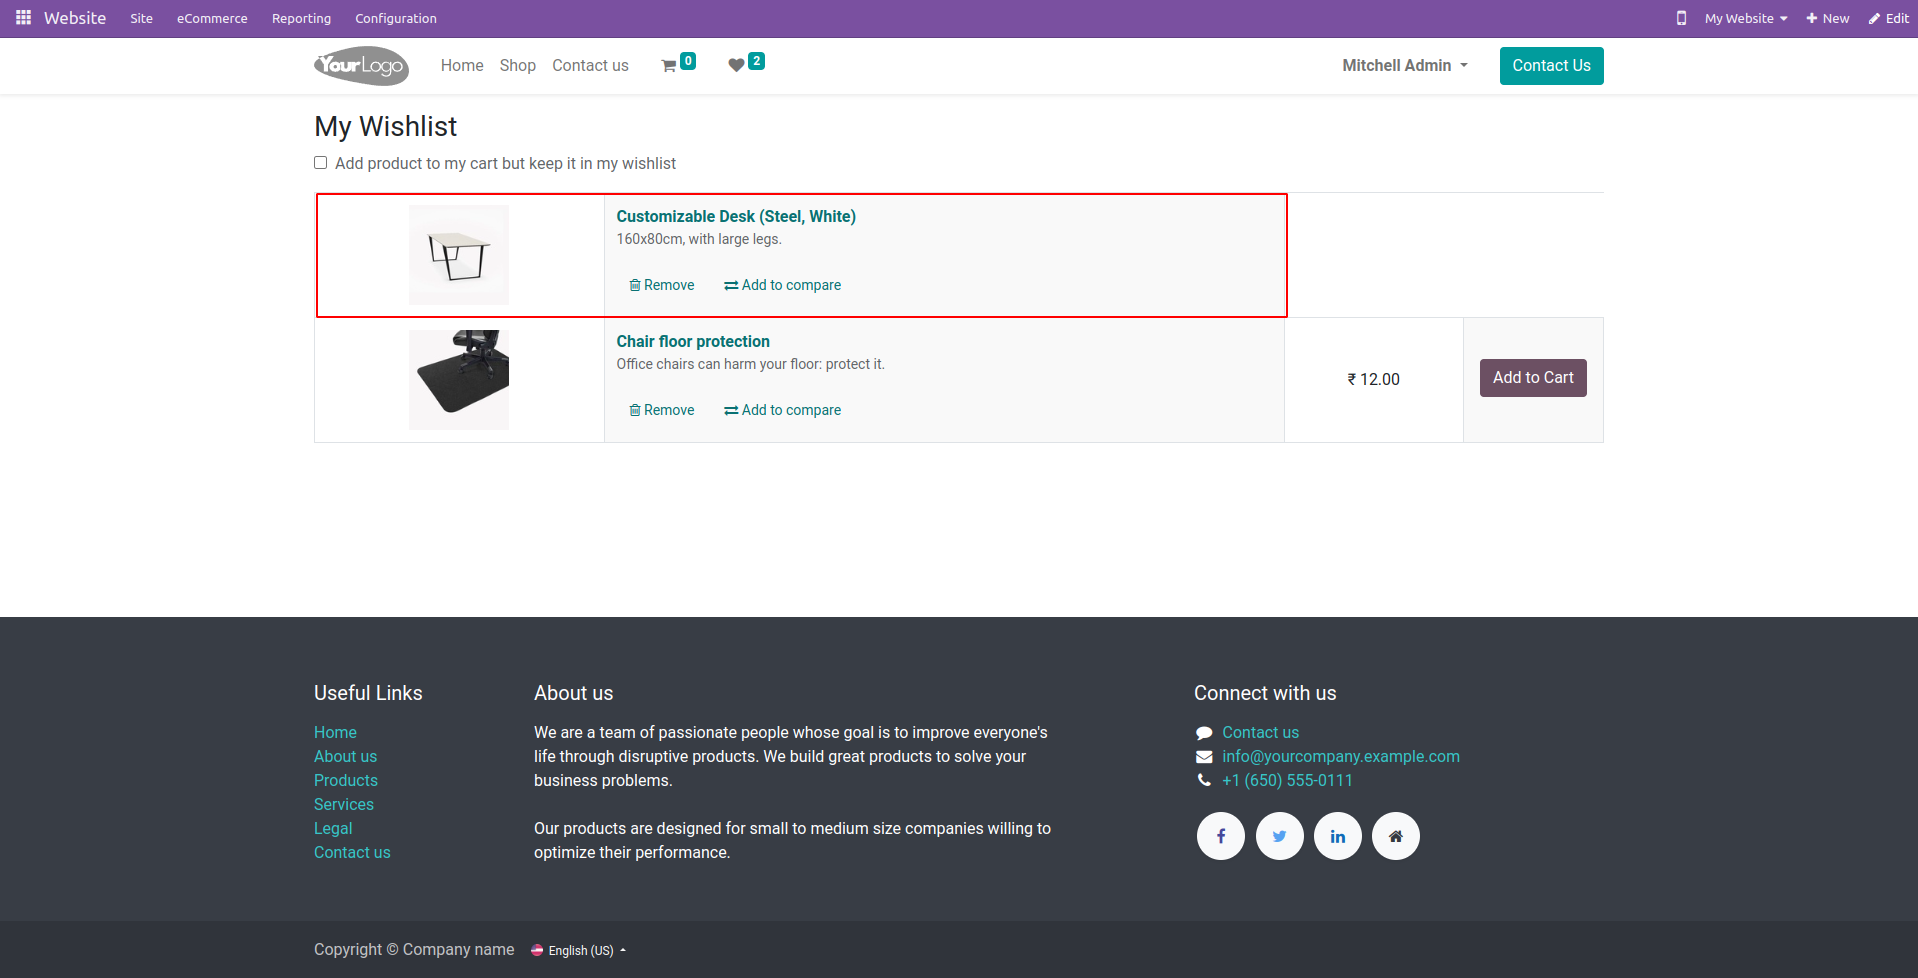 Website Site eCommerce Reporting Configuration My Website New Edit
YourLogo Home Shop Contact us 0 2 Mitchell Admin Contact Us
My Wishlist
Add product to my cart but keep it in my wishlist
Customizable Desk (Steel, White)
160x80cm, with large legs.
Remove Add to compare
Chair floor protection
Office chairs can harm your floor: protect it.
₹ 12.00 Add to Cart
Remove Add to compare
Useful Links
Home
About us
Products
Services
Legal
Contact us
About us
We are a team of passionate people whose goal is to improve everyone's
life through disruptive products. We build great products to solve your
business problems.
Our products are designed for small to medium size companies willing to
optimize their performance.
Connect with us
Contact us
info@yourcompany.example.com
+1 (650) 555-0111
Copyright © Company name English (US)